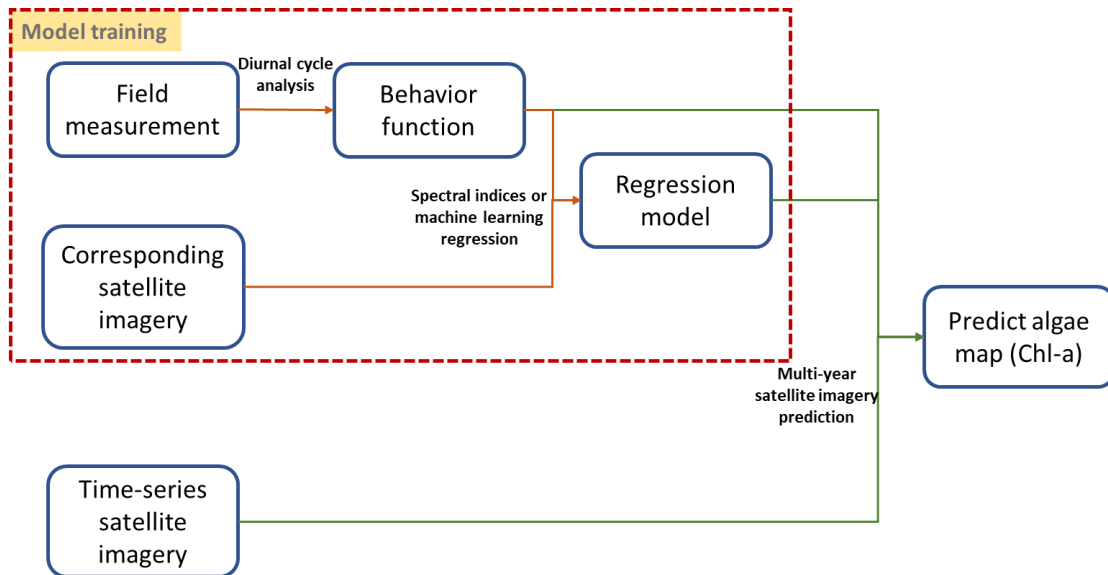 Model training
Diurnal cycle
analysis
Field
measurement
Behavior
function
Spectral indices or
machine learning
regression
Regression
model
Corresponding
satellite
imagery
Predict algae
map (Chl-a)
Multi-year
satellite imagery
prediction
Time-series
satellite
imagery